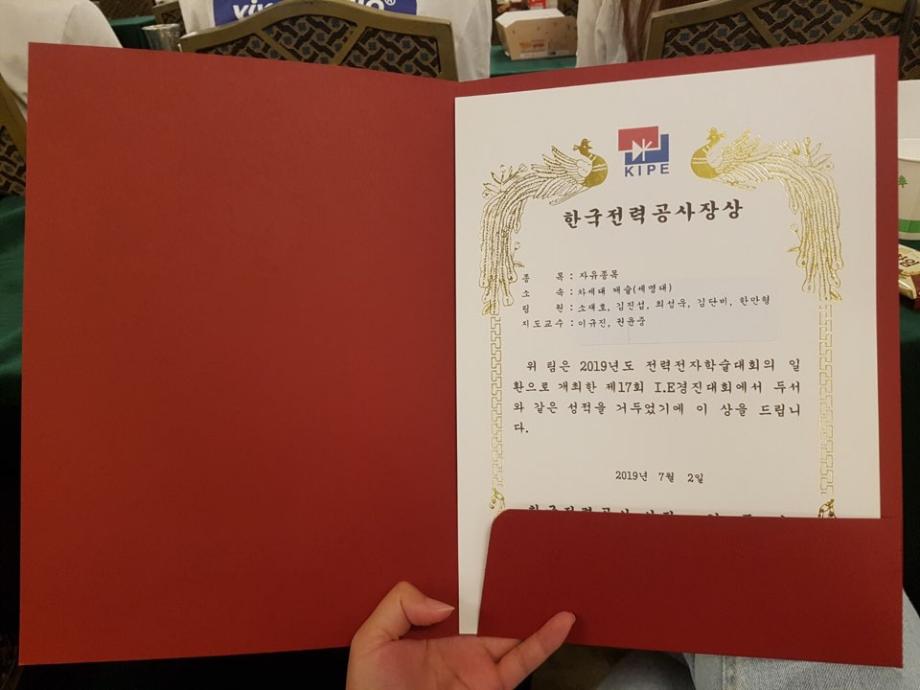 KIPE
한국전력공사장상
종 목 : 자유종목
소 속 : 차세대 예술(세명대)
팀 원 : 소재호, 김진섭, 최성욱, 김단비, 한만형
지도교수 : 이규진, 권윤중
위 팀은 2019년도 전력전자학술대회의 일
환으로 개최한 제17회 I.E경진대회에서 두서
와 같은 성적을 거두었기에 이 상을 드립니
다.
2019년 7월 2일